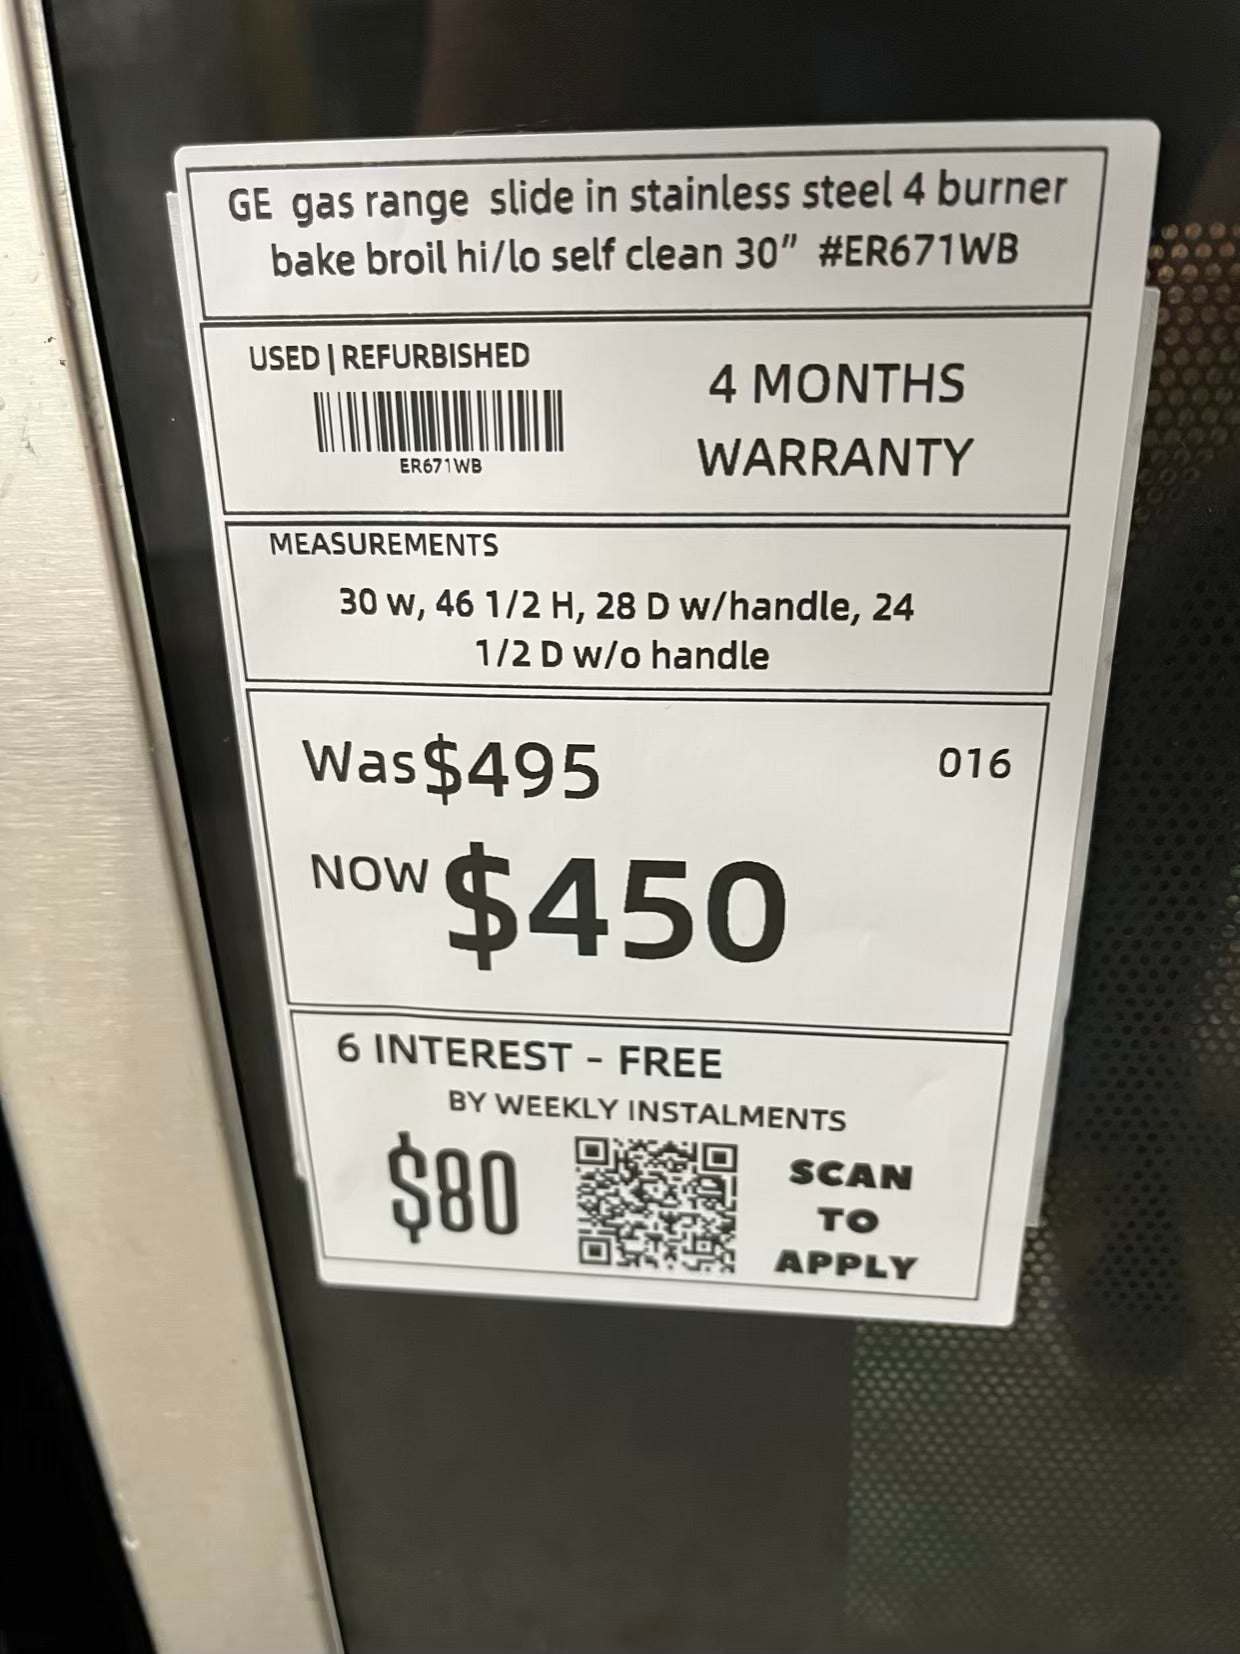 GE gas range slide in stainless steel 4 burner
bake broil hi/lo self clean 30” #ER671WB
USED | REFURBISHED
ER671WB
4 MONTHS
WARRANTY
MEASUREMENTS
30 w, 46 1/2 H, 28 D w/handle, 24
1/2 D w/o handle
Was $495
016
NOW $450
6 INTEREST - FREE
BY WEEKLY INSTALMENTS
$80
SCAN
TO
APPLY